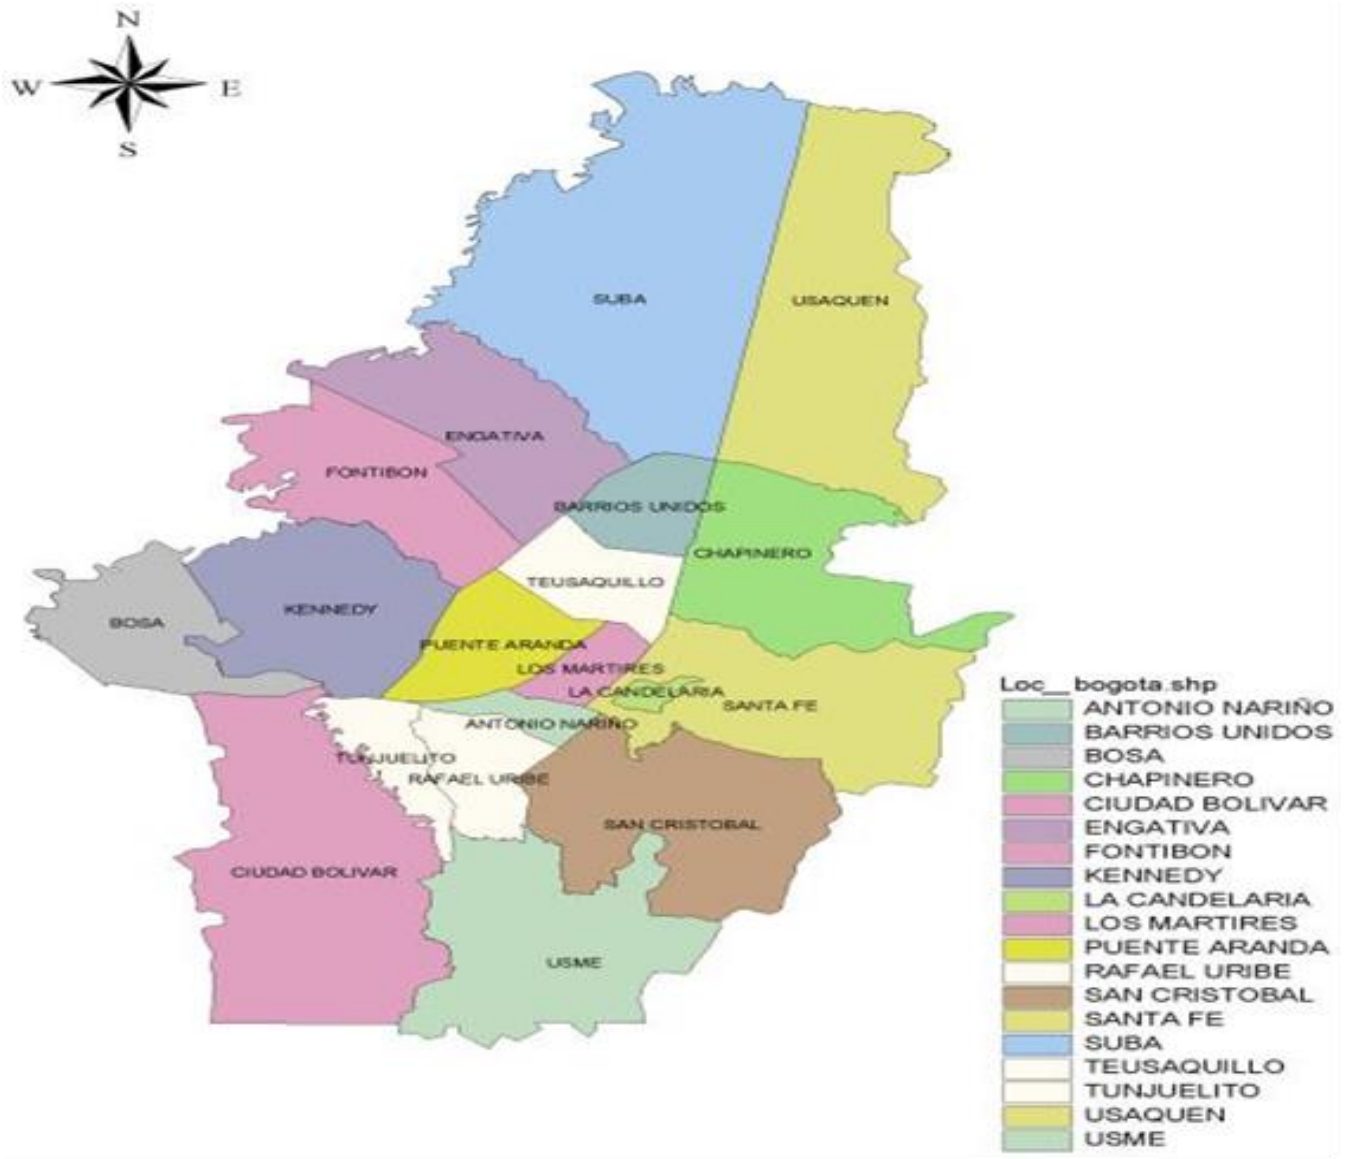 N
W E
S
SUBA
USAQUEN
ENGATIVA
FONTIBON
BARRIOS UNIDOS
CHAPINERO
TEUSAQUILLO
KENNEDY
BOSA
PUENTE ARANDA
LOS MARTIRES
LA CANDELARIA
SANTA FE
ANTONIO NARIÑO
TUNJUELITO
RAFAEL URIBE
SAN CRISTOBAL
CIUDAD BOLIVAR
USME
Loc__bogota.shp
ANTONIO NARIÑO
BARRIOS UNIDOS
BOSA
CHAPINERO
CIUDAD BOLIVAR
ENGATIVA
FONTIBON
KENNEDY
LA CANDELARIA
LOS MARTIRES
PUENTE ARANDA
RAFAEL URIBE
SAN CRISTOBAL
SANTA FE
SUBA
TEUSAQUILLO
TUNJUELITO
USAQUEN
USME